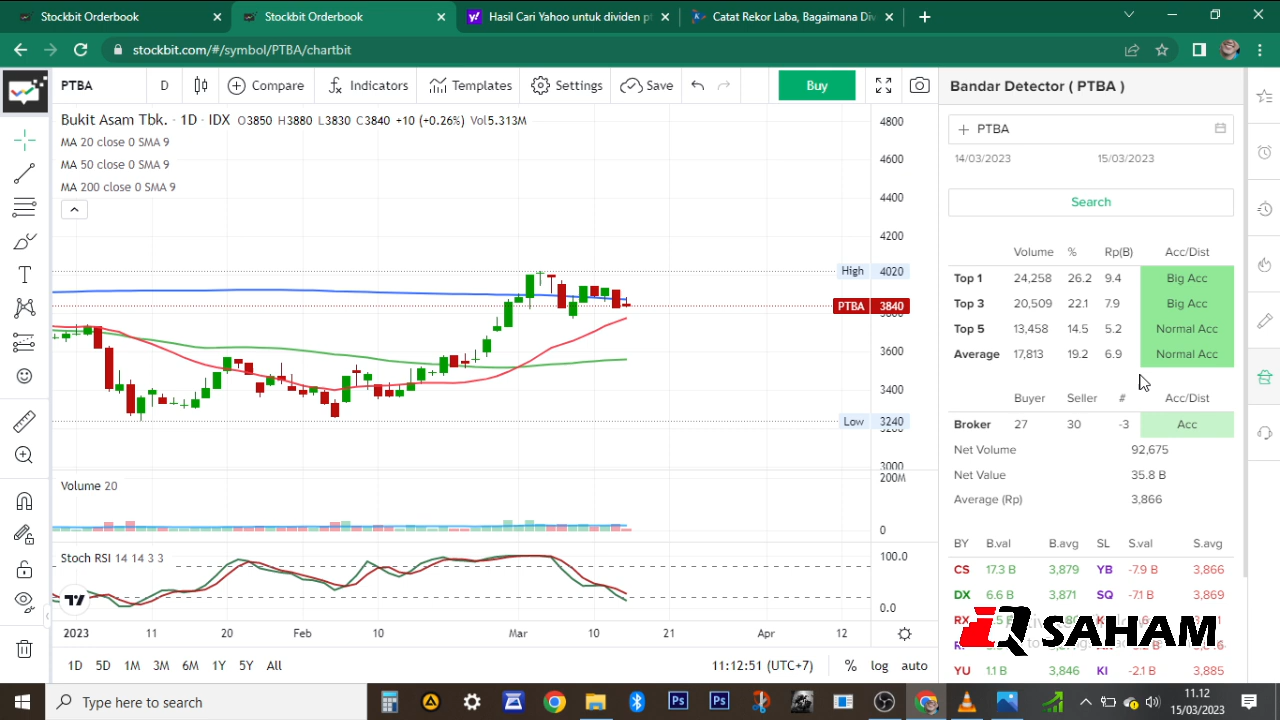 Stockbit Orderbook
Stockbit Orderbook
Hasil Cari Yahoo untuk dividen pt
Catat Rekor Laba, Bagaimana Div
stockbit.com/#/symbol/PTBA/chartbit
PTBA D Compare Indicators Templates Settings Save Buy
Bukit Asam Tbk. · 1D · IDX O3850 H3880 L3830 C3840 +10 (+0.26%) Vol5.313M
MA 20 close 0 SMA 9
MA 50 close 0 SMA 9
MA 200 close 0 SMA 9
4800
4600
4400
4200
High 4020
PTBA 3840
3600
3400
Low 3240
3000
Volume 20
200M
0
Stoch RSI 14 14 3 3
100.0
0.0
2023 11 20 Feb 10 Mar 10 21 Apr 12
1D 5D 1M 3M 6M 1Y 5Y All
11:12:51 (UTC+7) % log auto
Bandar Detector ( PTBA )
PTBA
14/03/2023 15/03/2023
Search
Volume % Rp(B) Acc/Dist
Top 1 24,258 26.2 9.4 Big Acc
Top 3 20,509 22.1 7.9 Big Acc
Top 5 13,458 14.5 5.2 Normal Acc
Average 17,813 19.2 6.9 Normal Acc
Buyer Seller # Acc/Dist
Broker 27 30 -3 Acc
Net Volume 92,675
Net Value 35.8 B
Average (Rp) 3,866
BY B.val B.avg SL S.val S.avg
CS 17.3 B 3,879 YB -7.9 B 3,866
DX 6.6 B 3,871 SQ -7.1 B 3,869
RX
YU 1.1 B 3,846 KI -2.1 B 3,885
iQ SAHAM
Type here to search
11.12
15/03/2023